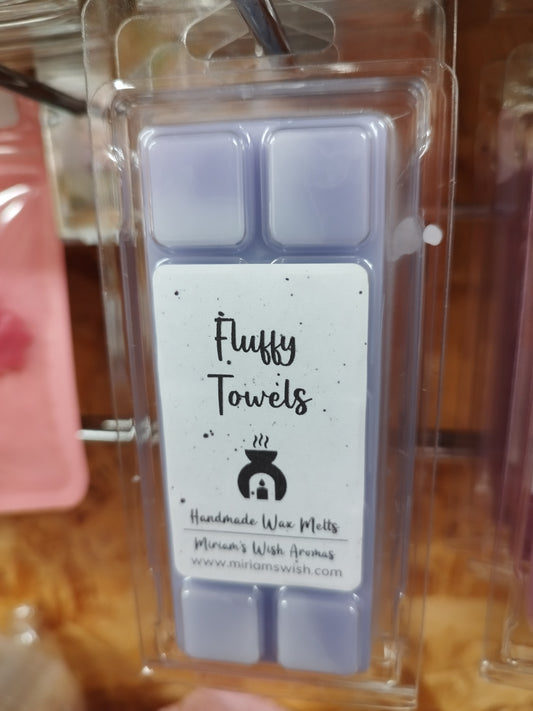 Fluffy
Towels
Handmade Wax Melts
Miriam's Wish Aromas
www.miriamswish.com